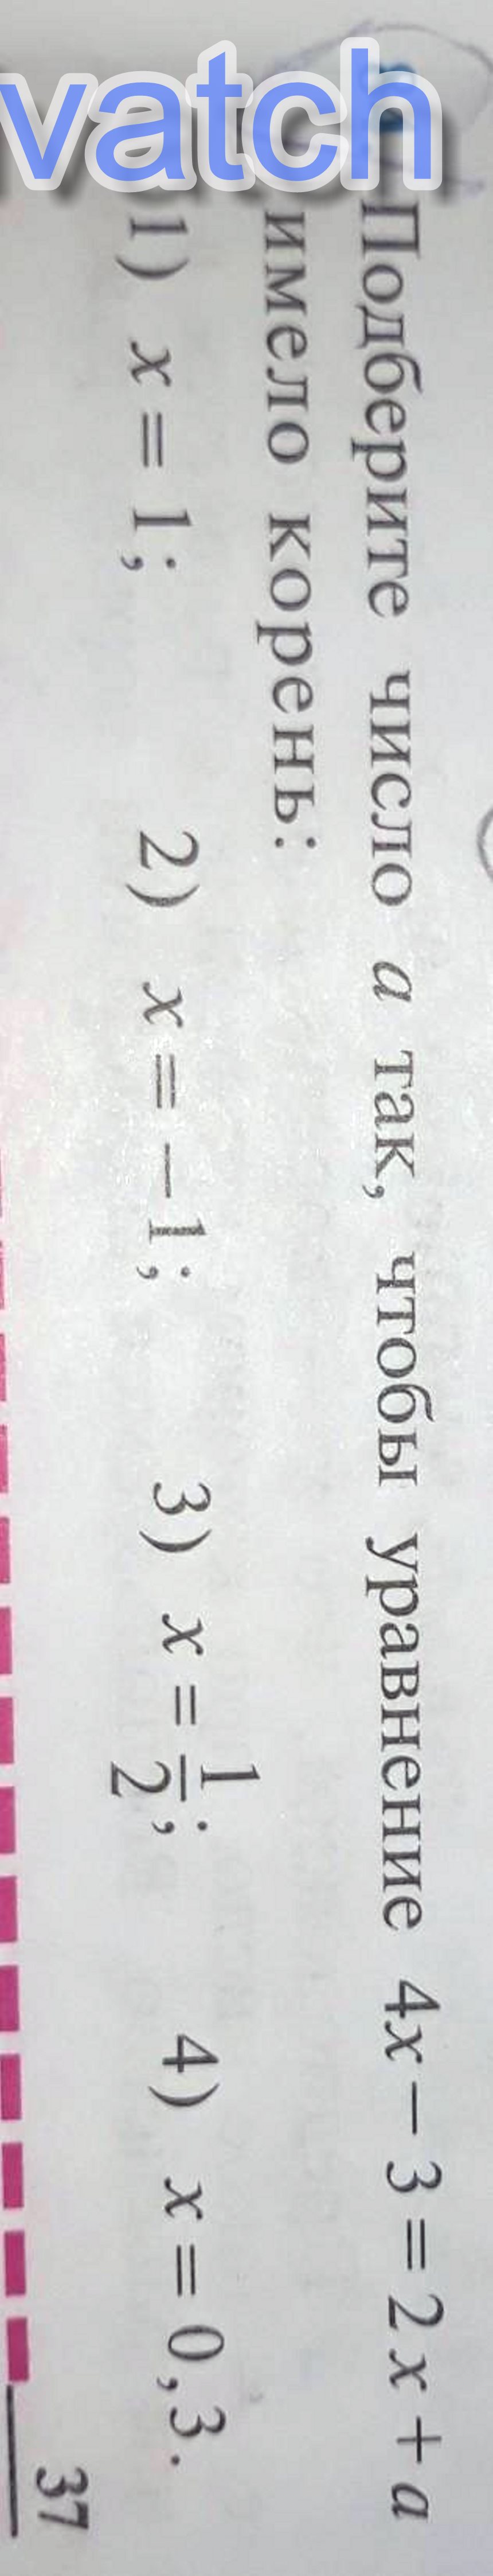 vatch
Подберите число a так, чтобы уравнение 4x − 3 = 2x + a
имело корень:
1) x = 1; 2) x = −1; 3) x = 1/2; 4) x = 0,3.
37